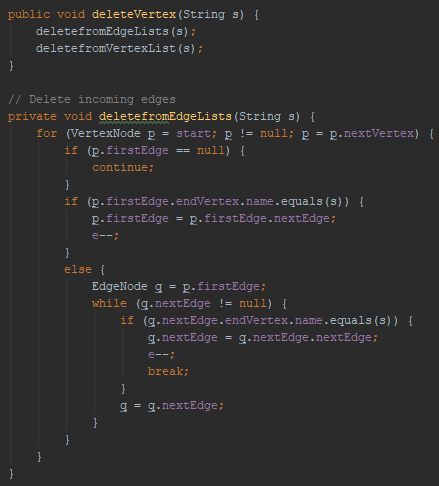 public void deleteVertex(String s) {
    deletefromEdgeLists(s);
    deletefromVertexList(s);
}

// Delete incoming edges
private void deletefromEdgeLists(String s) {
    for (VertexNode p = start; p != null; p = p.nextVertex) {
        if (p.firstEdge == null) {
            continue;
        }
        if (p.firstEdge.endVertex.name.equals(s)) {
            p.firstEdge = p.firstEdge.nextEdge;
            e--;
        }
        else {
            EdgeNode q = p.firstEdge;
            while (q.nextEdge != null) {
                if (q.nextEdge.endVertex.name.equals(s)) {
                    q.nextEdge = q.nextEdge.nextEdge;
                    e--;
                    break;
                }
                q = q.nextEdge;
            }
        }
    }
}